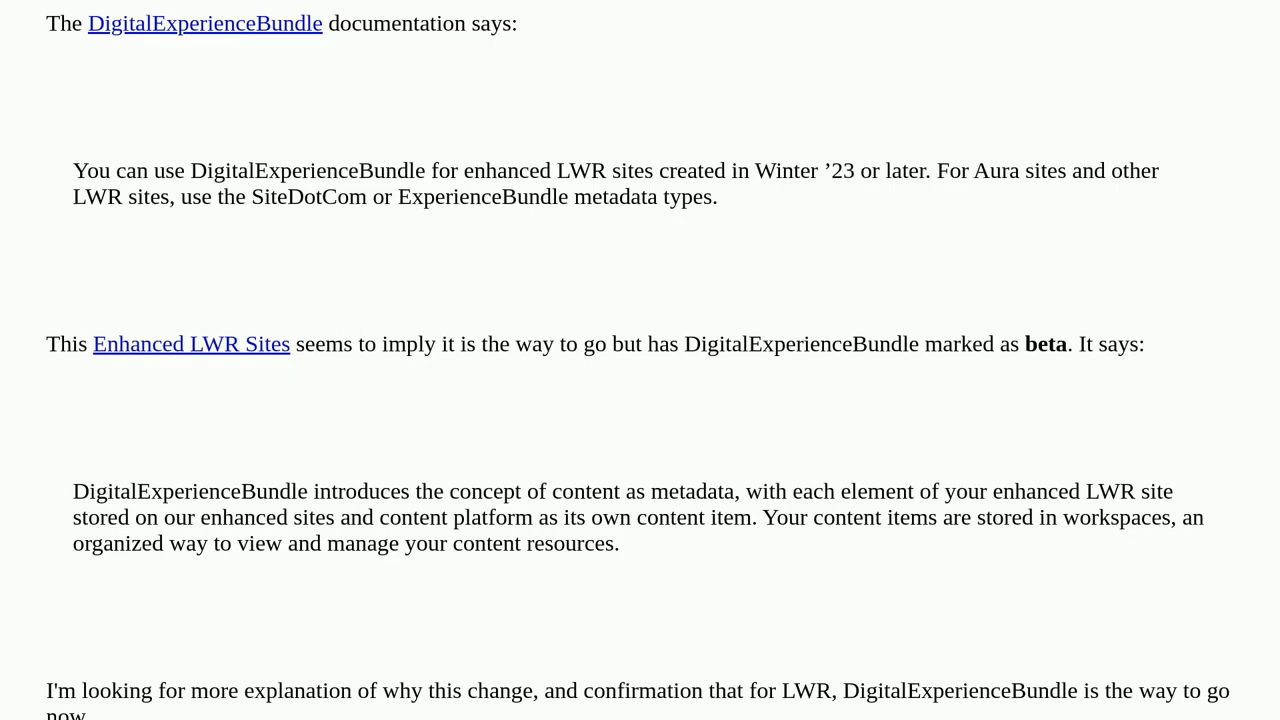 The DigitalExperienceBundle documentation says:
You can use DigitalExperienceBundle for enhanced LWR sites created in Winter ’23 or later. For Aura sites and other
LWR sites, use the SiteDotCom or ExperienceBundle metadata types.
This Enhanced LWR Sites seems to imply it is the way to go but has DigitalExperienceBundle marked as beta. It says:
DigitalExperienceBundle introduces the concept of content as metadata, with each element of your enhanced LWR site
stored on our enhanced sites and content platform as its own content item. Your content items are stored in workspaces, an
organized way to view and manage your content resources.
I'm looking for more explanation of why this change, and confirmation that for LWR, DigitalExperienceBundle is the way to go
now.